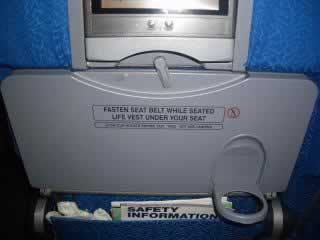 FASTEN SEAT BELT WHILE SEATED
LIFE VEST UNDER YOUR SEAT
SAFETY
INFORMATION